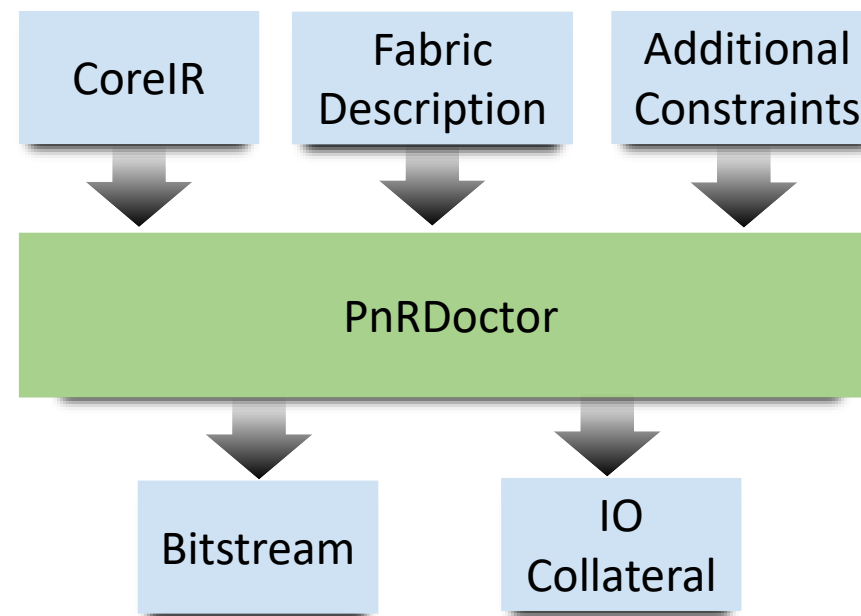 CoreIR
Fabric
Description
Additional
Constraints
PnRDoctor
Bitstream
IO
Collateral